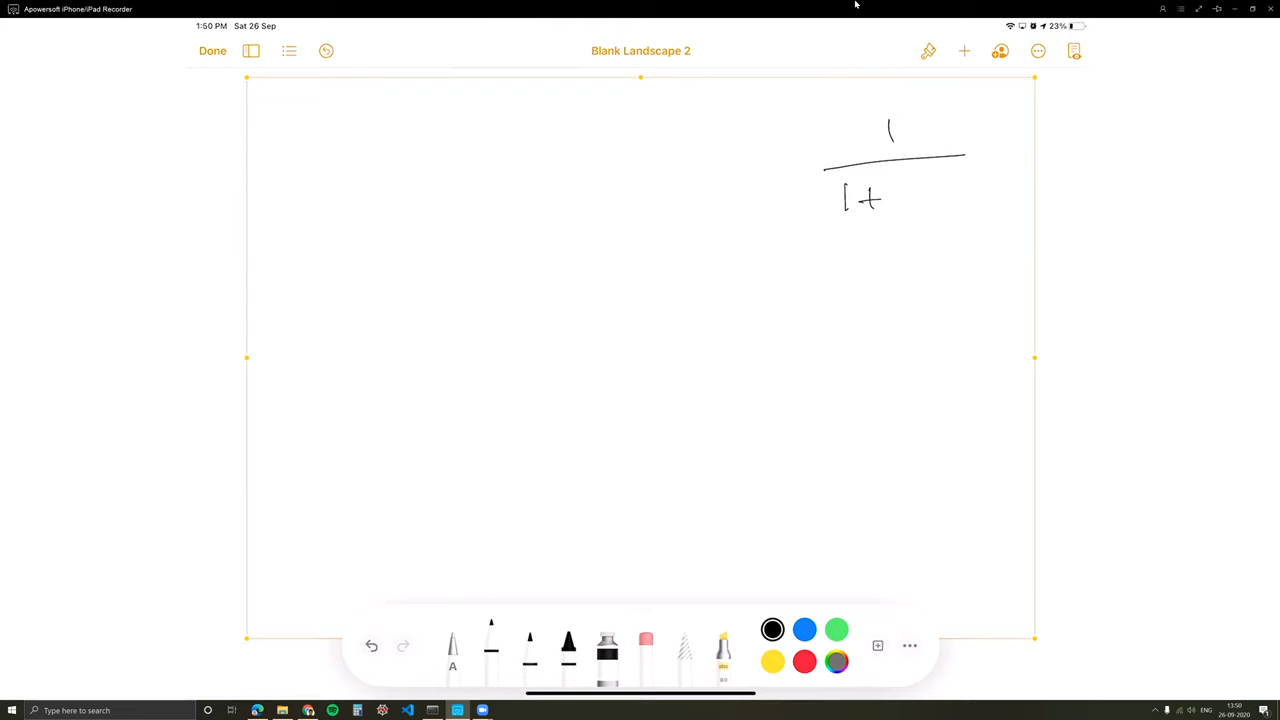 Apowersoft iPhone/iPad Recorder
1:50 PM Sat 26 Sep
23%
Done
Blank Landscape 2
1
1+
A
Type here to search
ENG
13:50
26-09-2020